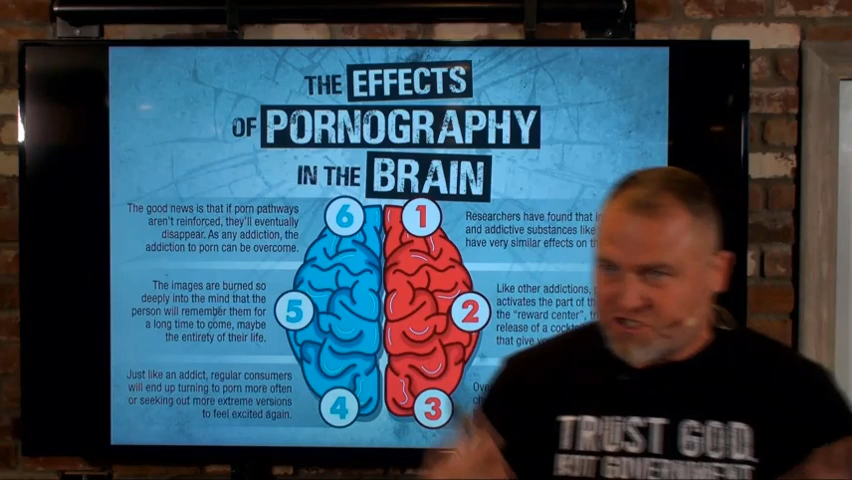 THE EFFECTS
OF PORNOGRAPHY
IN THE BRAIN
6
The good news is that if porn pathways
aren't reinforced, they'll eventually
disappear. As any addiction, the
addiction to porn can be overcome.
1
Researchers have found that
and addictive substances like
have very similar effects on
5
The images are burned so
deeply into the mind that the
person will remember them for
a long time to come, maybe
the entirety of their life.
2
Like other addictions,
activates the part of
the "reward center",
release of a
that give
4
Just like an addict, regular consumers
will end up turning to porn more often
or seeking out more extreme versions
to feel excited again.
3
TRUST GOD.
NOT GOVERNMENT